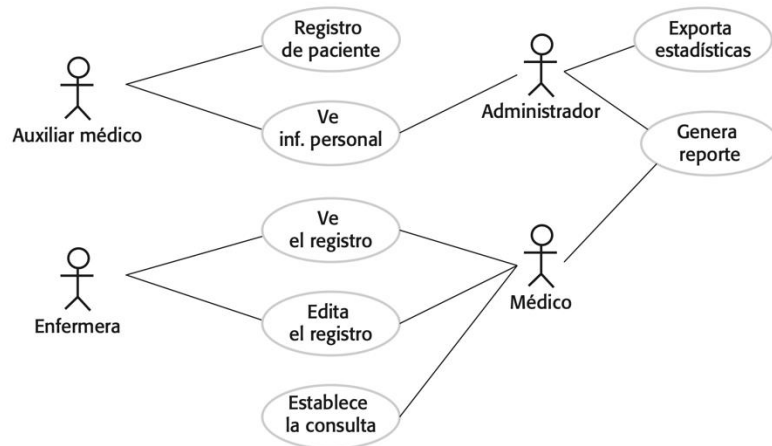 Registro
de paciente
Exporta
estadísticas
Auxiliar médico
Ve
inf. personal
Administrador
Genera
reporte
Ve
el registro
Enfermera
Edita
el registro
Médico
Establece
la consulta